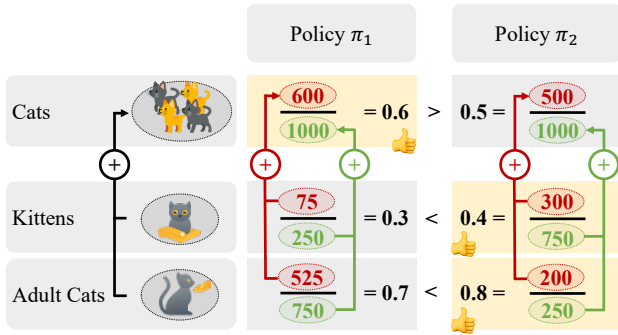 Policy π₁ Policy π₂
Cats 600 / 1000 = 0.6 > 0.5 = 500 / 1000
+ + + + +
Kittens 75 / 250 = 0.3 < 0.4 = 300 / 750
Adult Cats 525 / 750 = 0.7 < 0.8 = 200 / 250